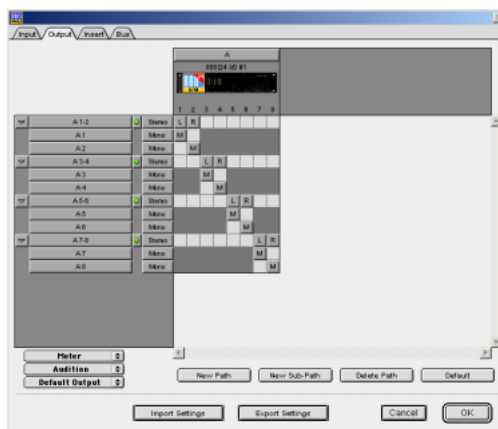 Input Output Insert Bus
A
888|24 I/O #1
1 2 3 4 5 6 7 8
A 1-2 Stereo L R
A 1 Mono M
A 2 Mono M
A 3-4 Stereo L R
A 3 Mono M
A 4 Mono M
A 5-6 Stereo L R
A 5 Mono M
A 6 Mono M
A 7-8 Stereo L R
A 7 Mono M
A 8 Mono M
Meter
Audition
Default Output
New Path New Sub-Path Delete Path Default
Import Settings Export Settings Cancel OK